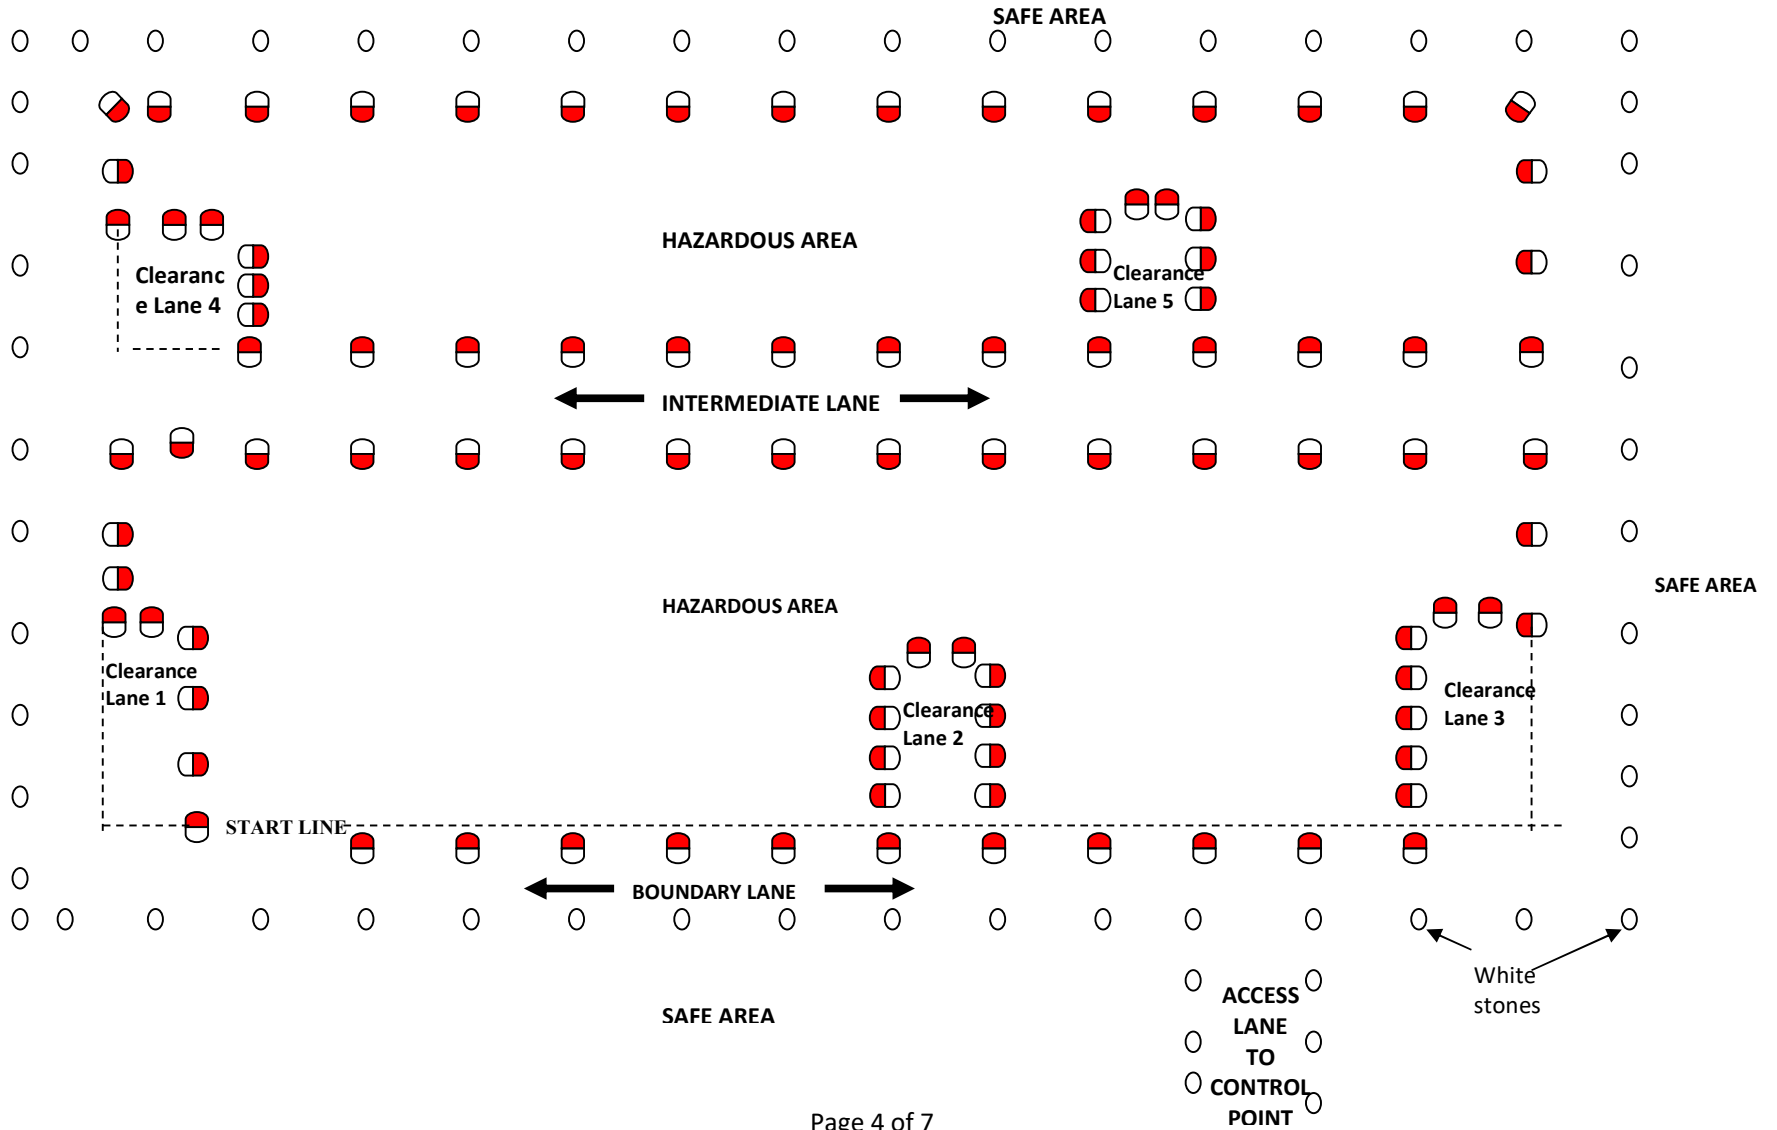 SAFE AREA
HAZARDOUS AREA
Clearanc
e Lane 4
Clearance
Lane 5
INTERMEDIATE LANE
HAZARDOUS AREA
SAFE AREA
Clearance
Lane 1
Clearance
Lane 2
Clearance
Lane 3
START LINE
BOUNDARY LANE
White
stones
SAFE AREA
ACCESS
LANE
TO
CONTROL
POINT
Page 4 of 7